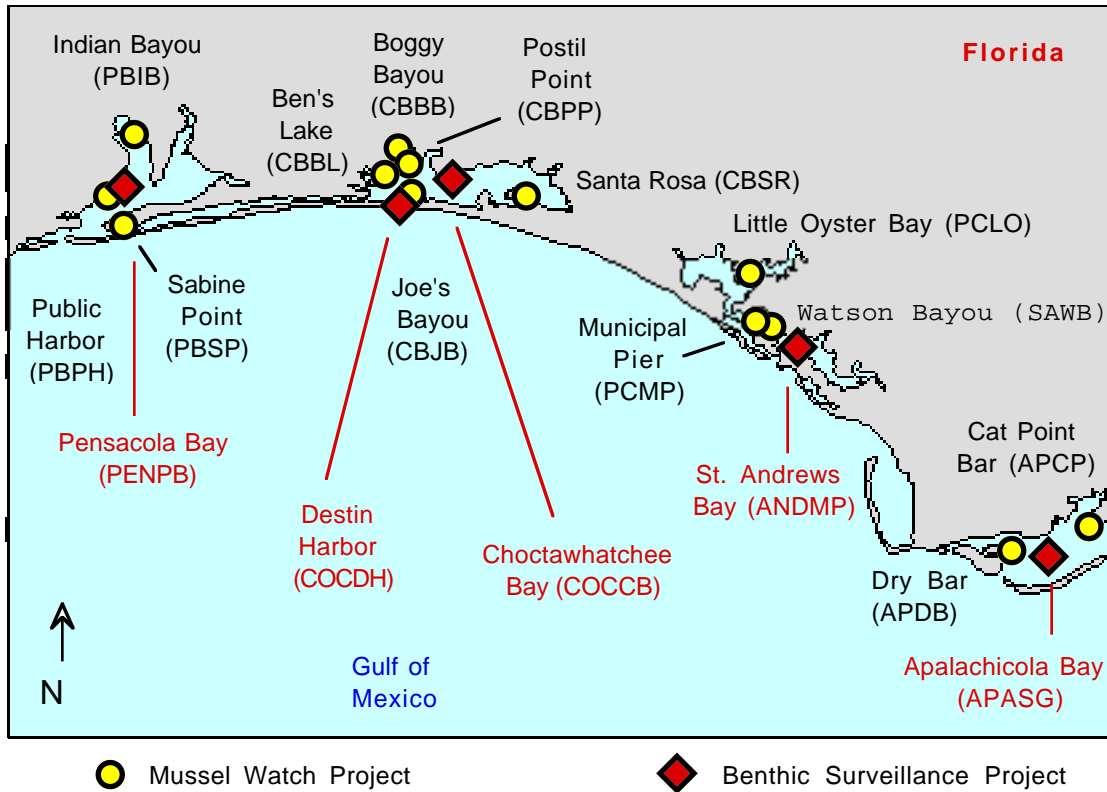 Indian Bayou
(PBIB)
Boggy
Bayou
(CBBB)
Postil
Point
(CBPP)
Florida
Ben's
Lake
(CBBL)
Santa Rosa (CBSR)
Little Oyster Bay (PCLO)
Public
Harbor
(PBPH)
Sabine
Point
(PBSP)
Joe's
Bayou
(CBJB)
Municipal
Pier
(PCMP)
Watson Bayou (SAWB)
Pensacola Bay
(PENPB)
Destin
Harbor
(COCDH)
Choctawhatchee
Bay (COCCB)
St. Andrews
Bay (ANDMP)
Cat Point
Bar (APCP)
Dry Bar
(APDB)
Apalachicola Bay
(APASG)
N
Gulf of
Mexico
Mussel Watch Project
Benthic Surveillance Project